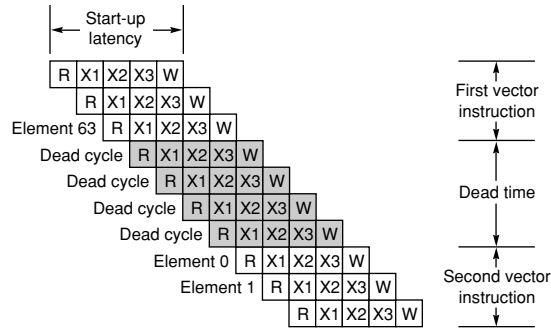 Start-up
latency
R X1 X2 X3 W
R X1 X2 X3 W
First vector
instruction
Element 63 R X1 X2 X3 W
Dead cycle R X1 X2 X3 W
Dead cycle R X1 X2 X3 W
Dead time
Dead cycle R X1 X2 X3 W
Dead cycle R X1 X2 X3 W
Element 0 R X1 X2 X3 W
Element 1 R X1 X2 X3 W
Second vector
instruction
R X1 X2 X3 W